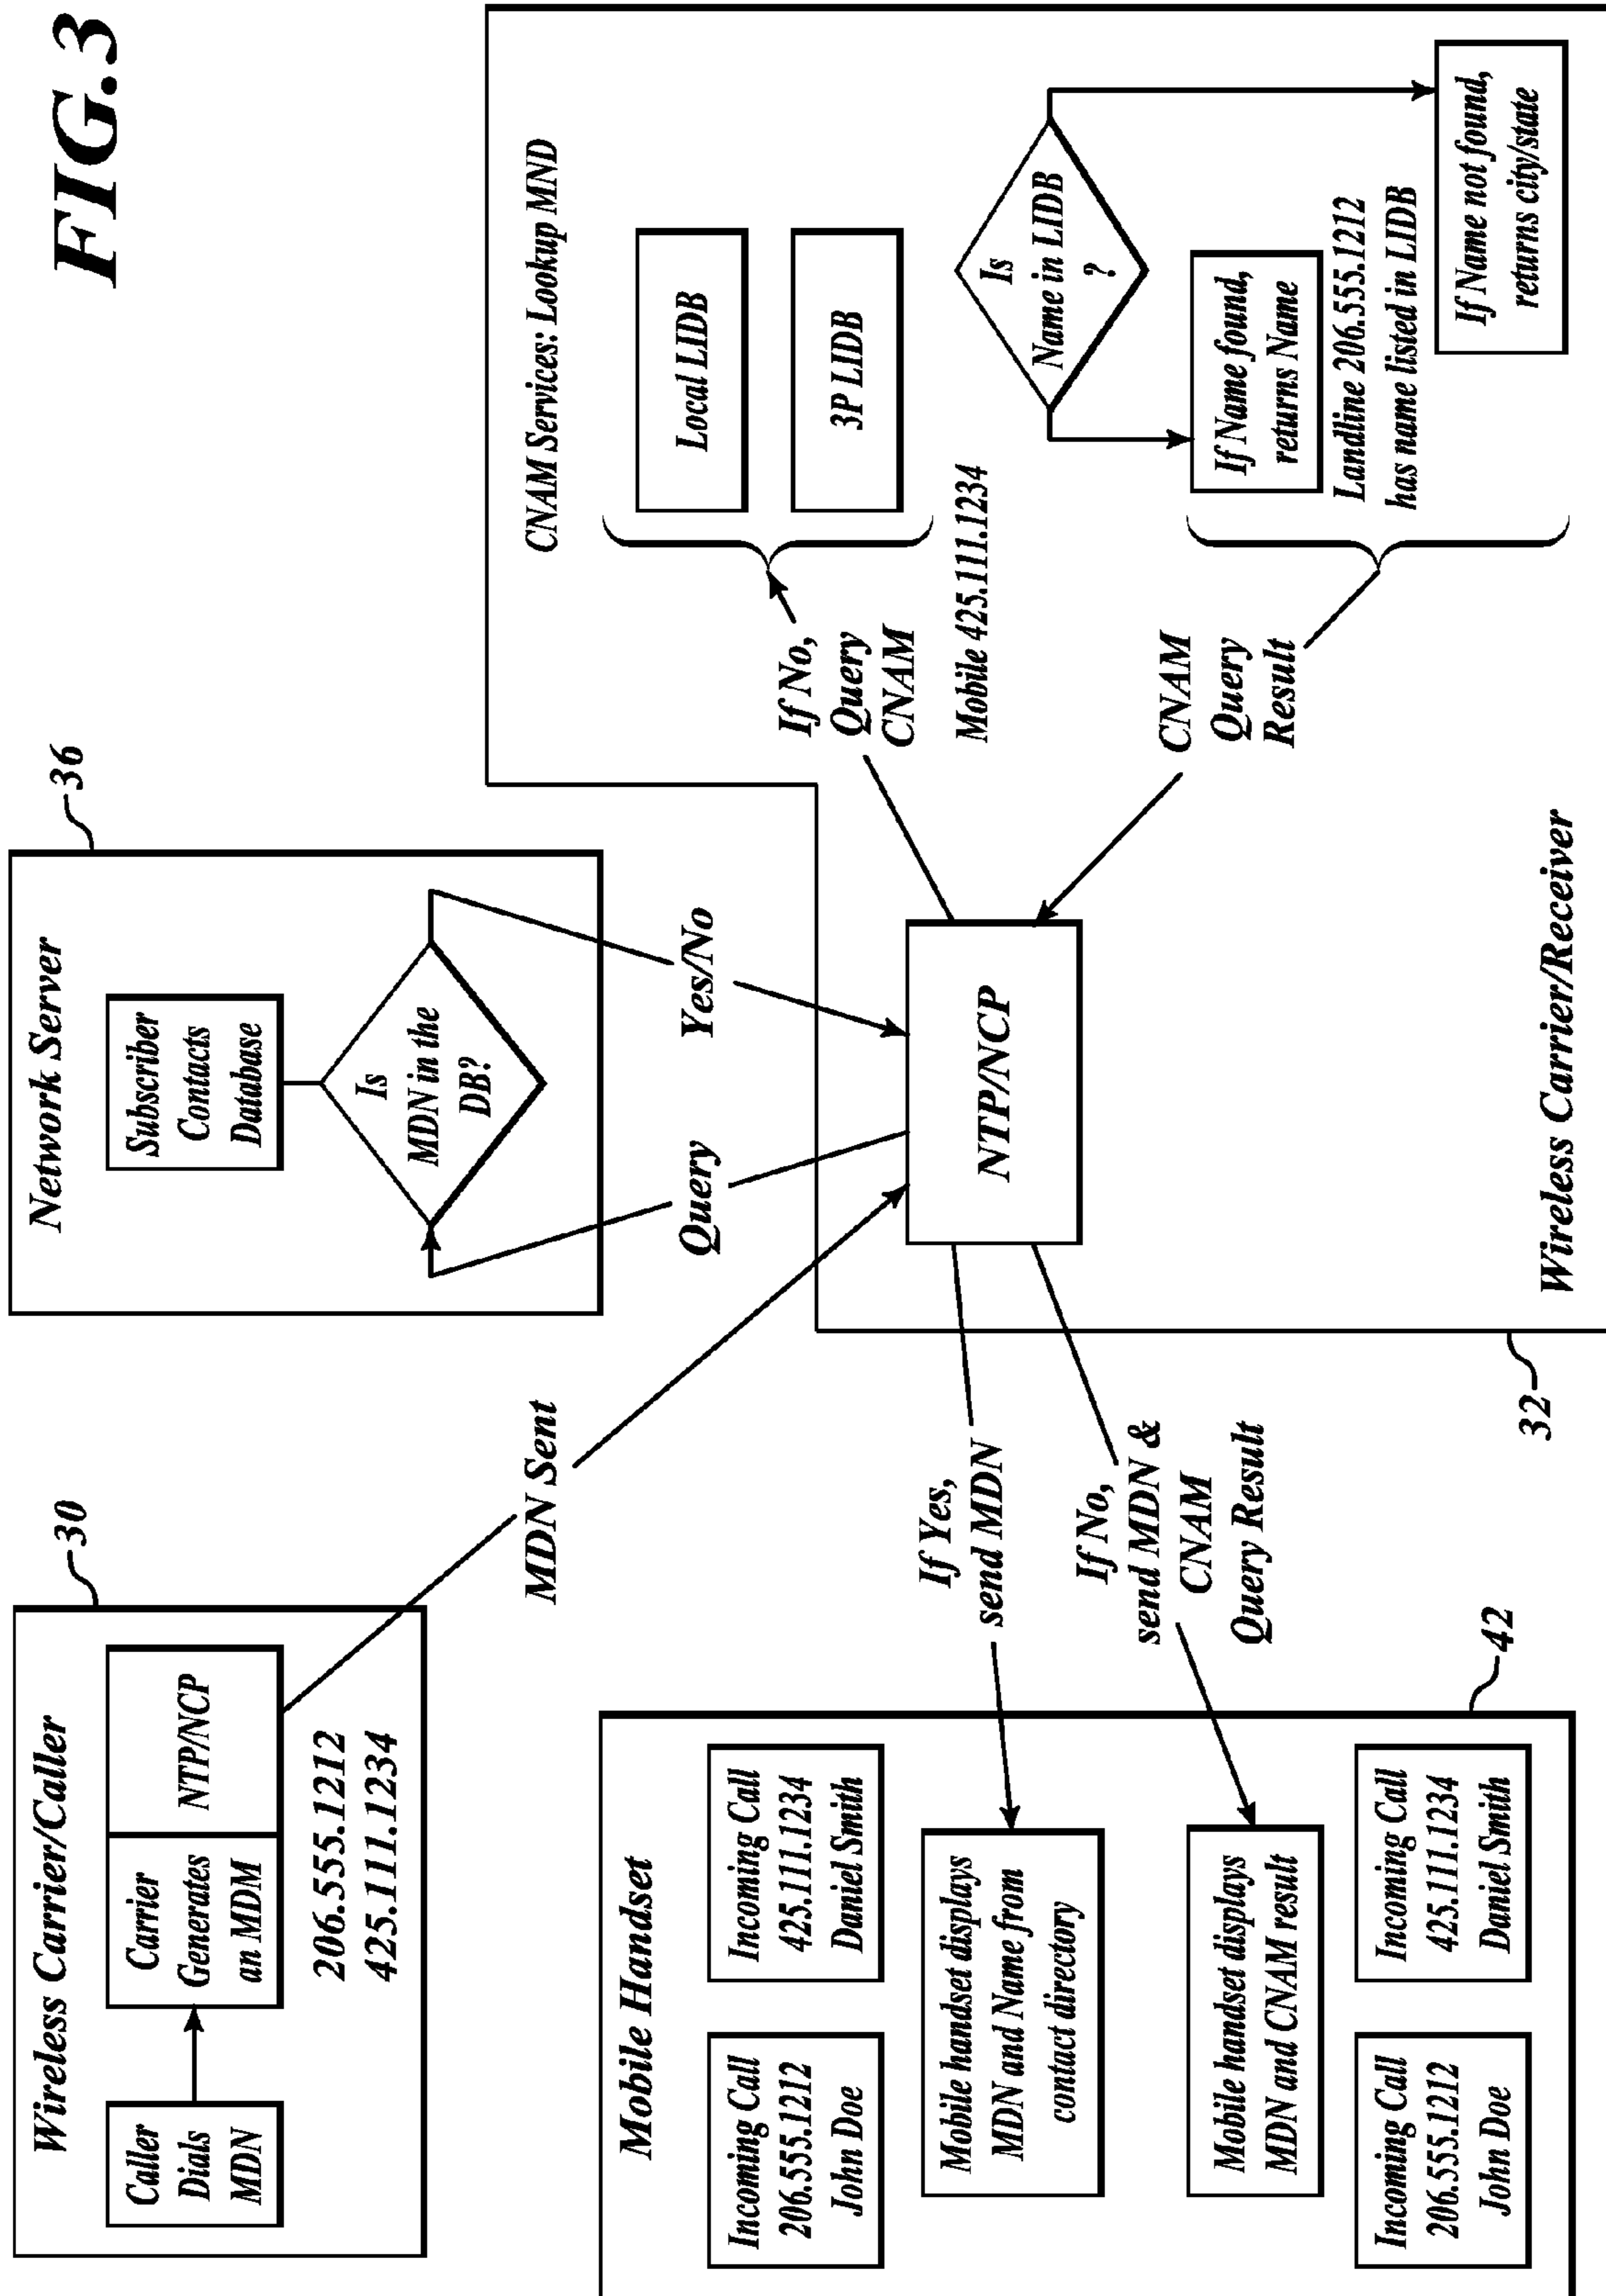 FIG.3
Wireless Carrier/Caller
30
Caller
Dials
MDN
Carrier
Generates
an MDM
NTP/NCP
206.555.1212
425.111.1234
MDN Sent
Network Server
36
Subscriber
Contacts
Database
Is
MDN in the
DB?
Query
Yes/No
Mobile Handset
42
Incoming Call
206.555.1212
John Doe
Incoming Call
425.111.1234
Daniel Smith
Mobile handset displays
MDN and Name from
contact directory
Mobile handset displays
MDN and CNAM result
Incoming Call
206.555.1212
John Doe
Incoming Call
425.111.1234
Daniel Smith
If Yes,
send MDN
If No,
send MDN &
CNAM
Query Result
NTP/NCP
32
Wireless Carrier/Receiver
If No,
Query
CNAM
Mobile 425.111.1234
CNAM
Query
Result
CNAM Services: Lookup MND
Local LIDB
3P LIDB
Is
Name in LIDB
?
If Name found,
returns Name
Landline 206.555.1212
has name listed in LIDB
If Name not found,
returns city/state